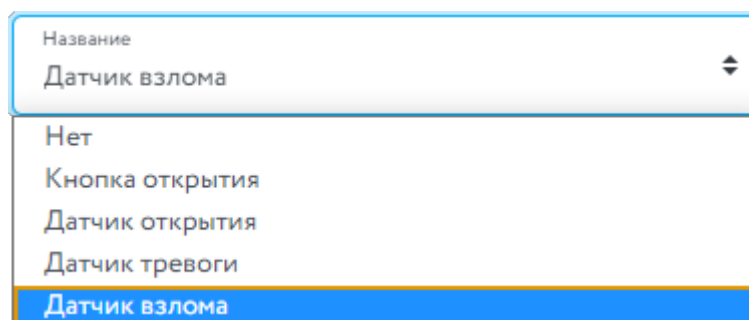 Название
Датчик взлома
Нет
Кнопка открытия
Датчик открытия
Датчик тревоги
Датчик взлома